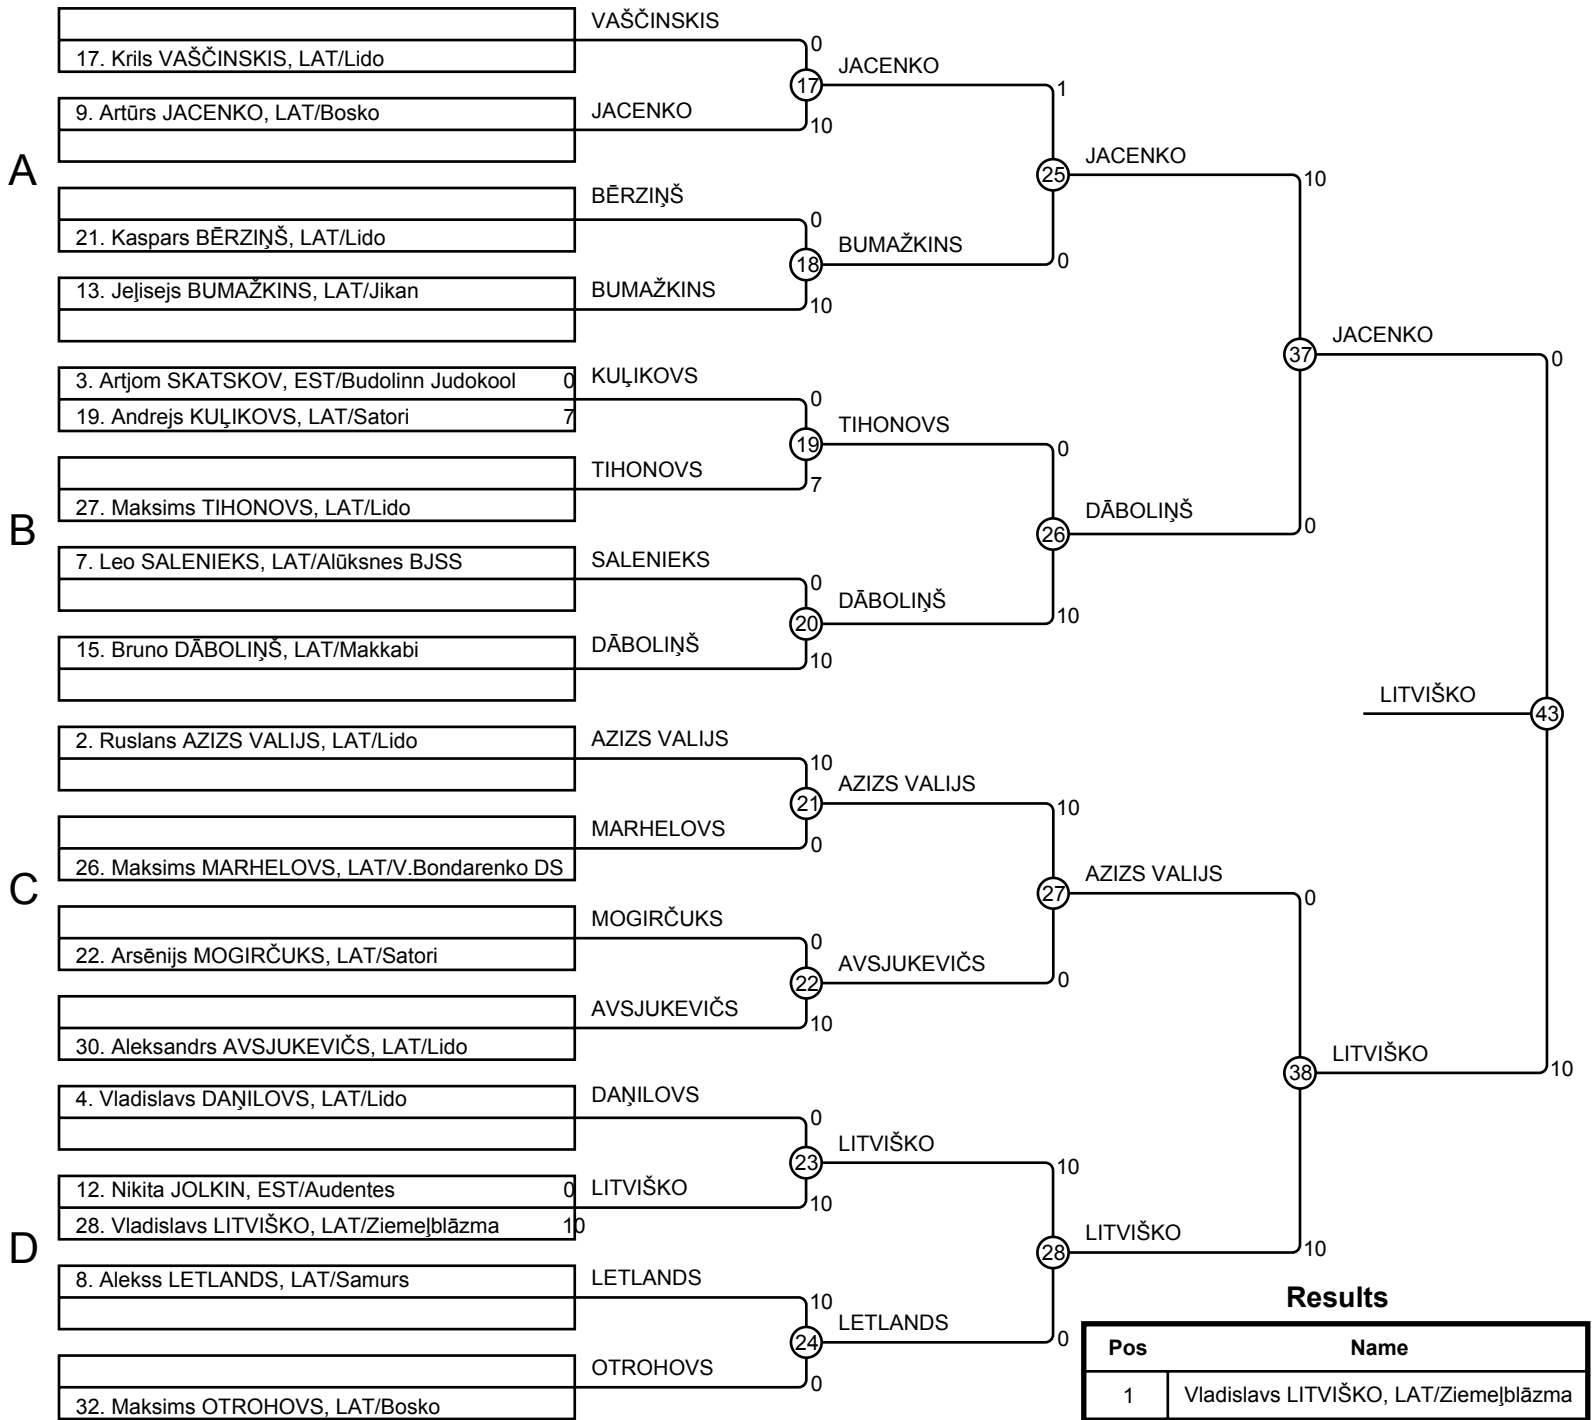 VAŠČINSKIS
0
17. Krils VAŠČINSKIS, LAT/Lido
17
JACENKO
1
9. Artūrs JACENKO, LAT/Bosko
JACENKO
10
A
25
JACENKO
10
BĒRZIŅŠ
0
21. Kaspars BĒRZIŅŠ, LAT/Lido
18
BUMAŽKINS
0
13. Jeļisejs BUMAŽKINS, LAT/Jikan
BUMAŽKINS
10
37
JACENKO
0
3. Artjom SKATSKOV, EST/Budolinn Judokool 0
KUĻIKOVS
0
19. Andrejs KUĻIKOVS, LAT/Satori 7
19
TIHONOVS
0
TIHONOVS
7
27. Maksims TIHONOVS, LAT/Lido
B
26
DĀBOLIŅŠ
0
7. Leo SALENIEKS, LAT/Alūksnes BJSS
SALENIEKS
0
20
DĀBOLIŅŠ
10
15. Bruno DĀBOLIŅŠ, LAT/Makkabi
DĀBOLIŅŠ
10
LITVIŠKO
43
2. Ruslans AZIZS VALIJS, LAT/Lido
AZIZS VALIJS
10
21
AZIZS VALIJS
10
MARHELOVS
0
26. Maksims MARHELOVS, LAT/V.Bondarenko DS
C
27
AZIZS VALIJS
0
MOGIRČUKS
0
22. Arsēnijs MOGIRČUKS, LAT/Satori
22
AVSJUKEVIČS
0
AVSJUKEVIČS
10
30. Aleksandrs AVSJUKEVIČS, LAT/Lido
38
LITVIŠKO
10
4. Vladislavs DAŅILOVS, LAT/Lido
DAŅILOVS
0
23
LITVIŠKO
10
12. Nikita JOLKIN, EST/Audentes 0
LITVIŠKO
10
28. Vladislavs LITVIŠKO, LAT/Ziemeļblāzma 10
D
28
LITVIŠKO
10
8. Alekss LETLANDS, LAT/Samurs
LETLANDS
10
24
LETLANDS
0
OTROHOVS
0
32. Maksims OTROHOVS, LAT/Bosko
Results
Pos Name
1 Vladislavs LITVIŠKO, LAT/Ziemeļblāzma